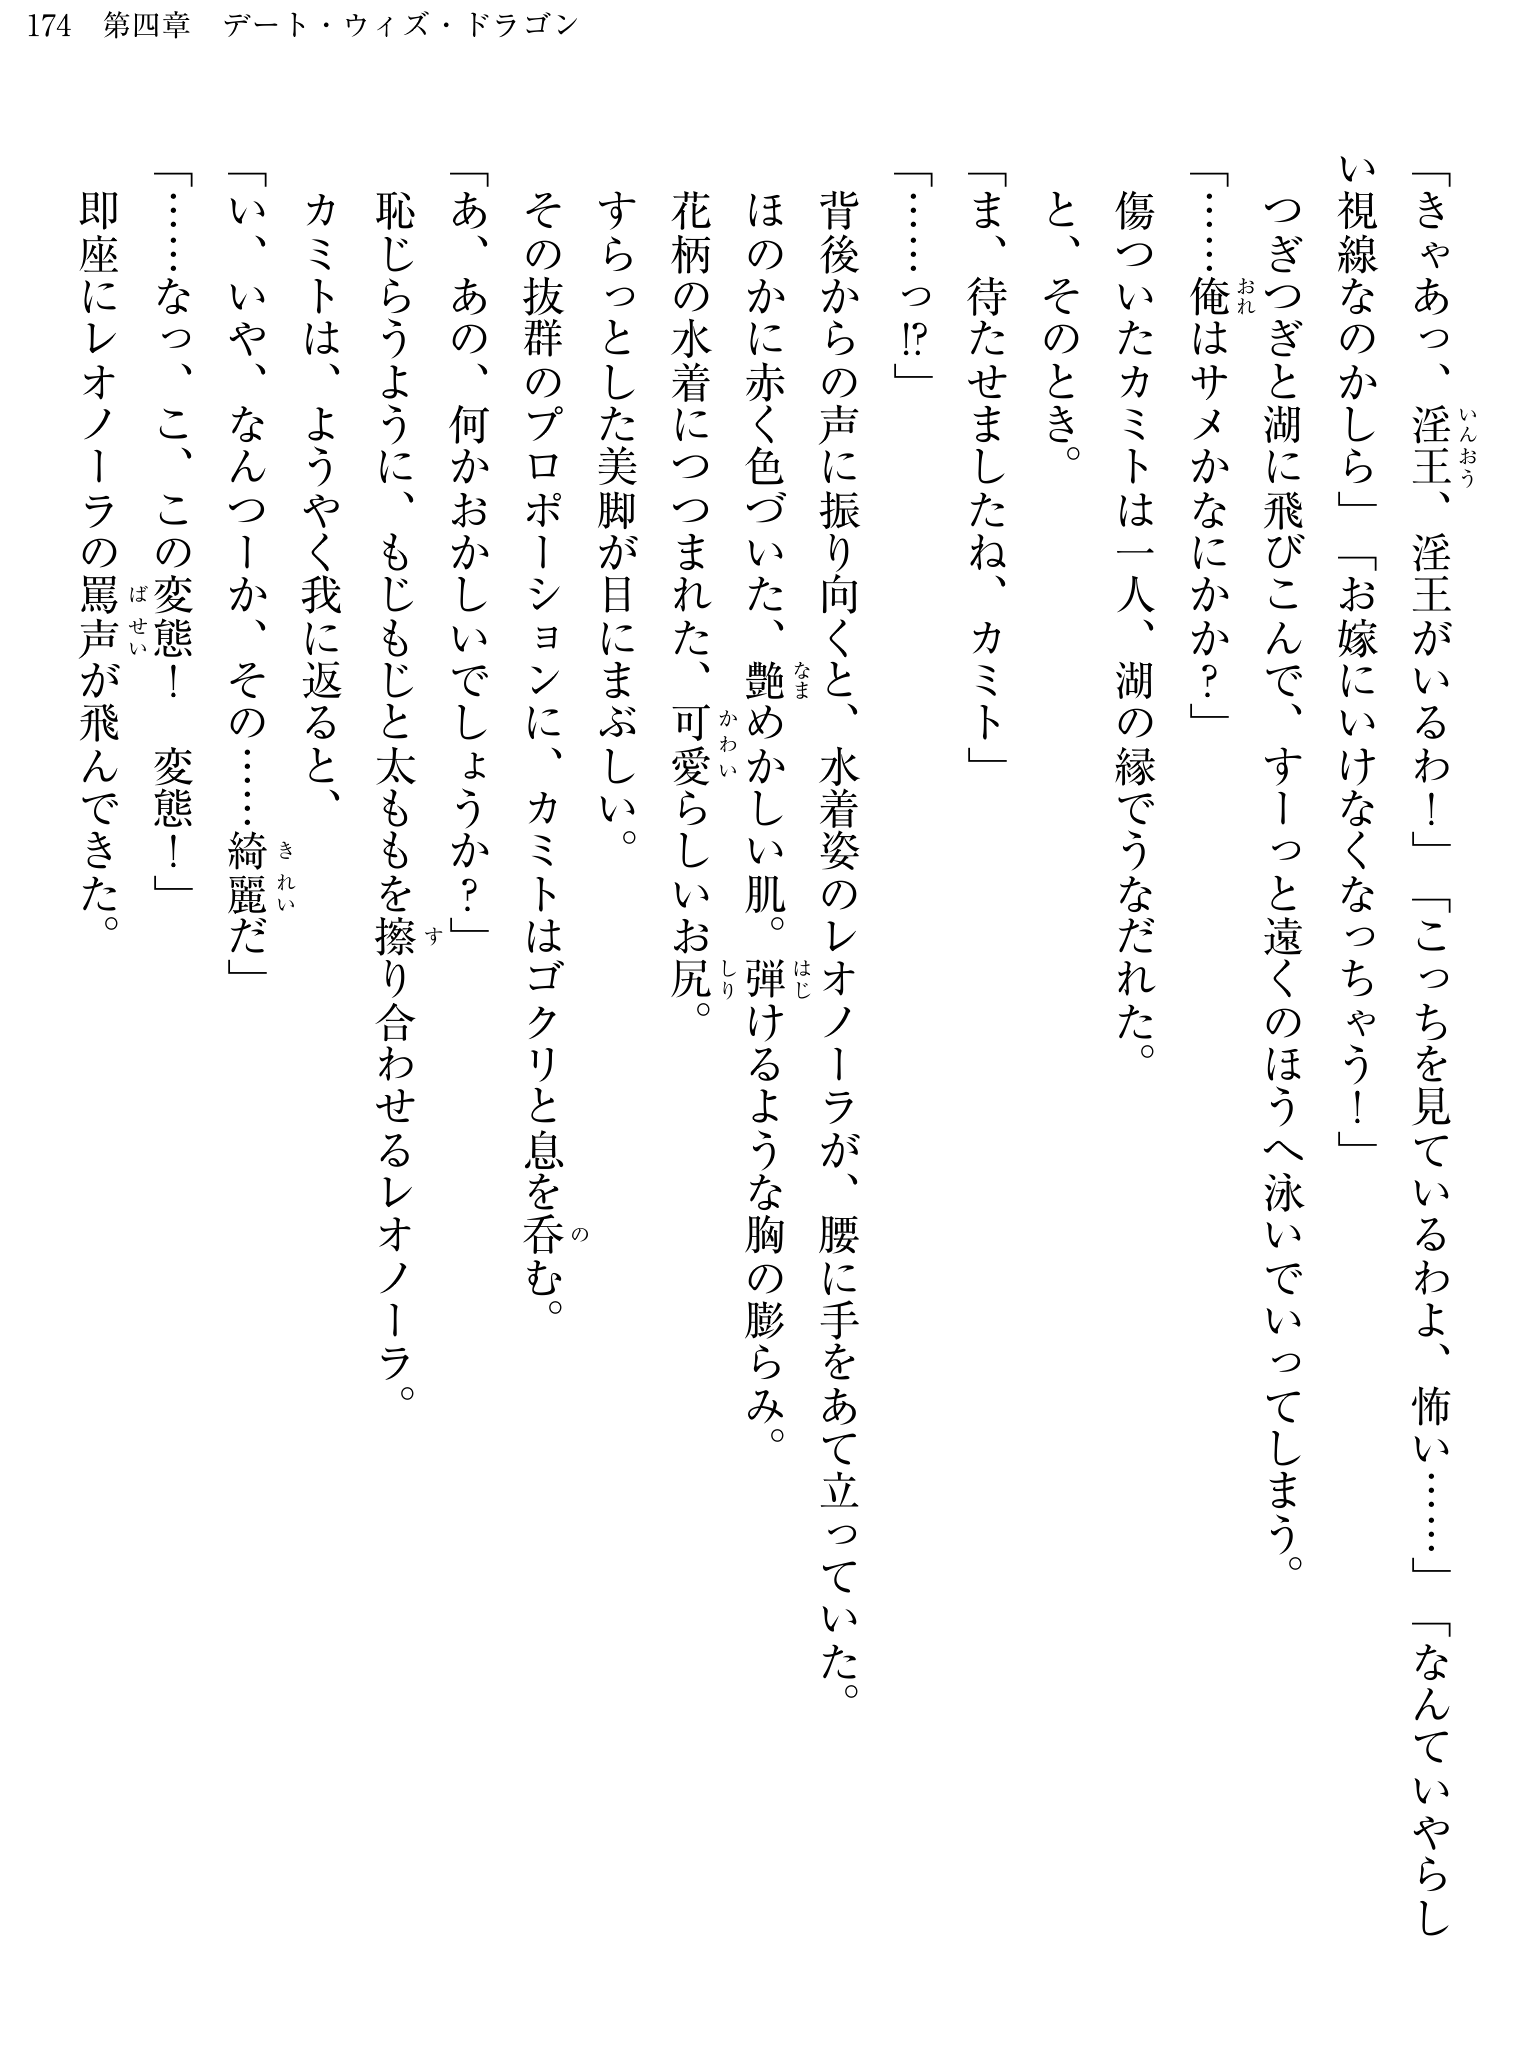 174　第四章　デート・ウィズ・ドラゴン
「きゃあっ、淫王、淫王がいるわ！」「こっちを見ているわよ、怖い……」「なんていやらし
い視線なのかしら」「お嫁にいけなくなっちゃう！」
つぎつぎと湖に飛びこんで、すーっと遠くのほうへ泳いでいってしまう。
「……俺はサメかなにかか？」
傷ついたカミトは一人、湖の縁でうなだれた。
と、そのとき。
「ま、待たせましたね、カミト」
「……っ!?」
背後からの声に振り向くと、水着姿のレオノーラが、腰に手をあて立っていた。
ほのかに赤く色づいた、艶めかしい肌。弾けるような胸の膨らみ。
花柄の水着につつまれた、可愛らしいお尻。
すらっとした美脚が目にまぶしい。
その抜群のプロポーションに、カミトはゴクリと息を呑む。
「あ、あの、何かおかしいでしょうか？」
恥じらうように、もじもじと太ももを擦り合わせるレオノーラ。
カミトは、ようやく我に返ると、
「い、いや、なんつーか、その……綺麗だ」
「……なっ、こ、この変態！　変態！」
即座にレオノーラの罵声が飛んできた。